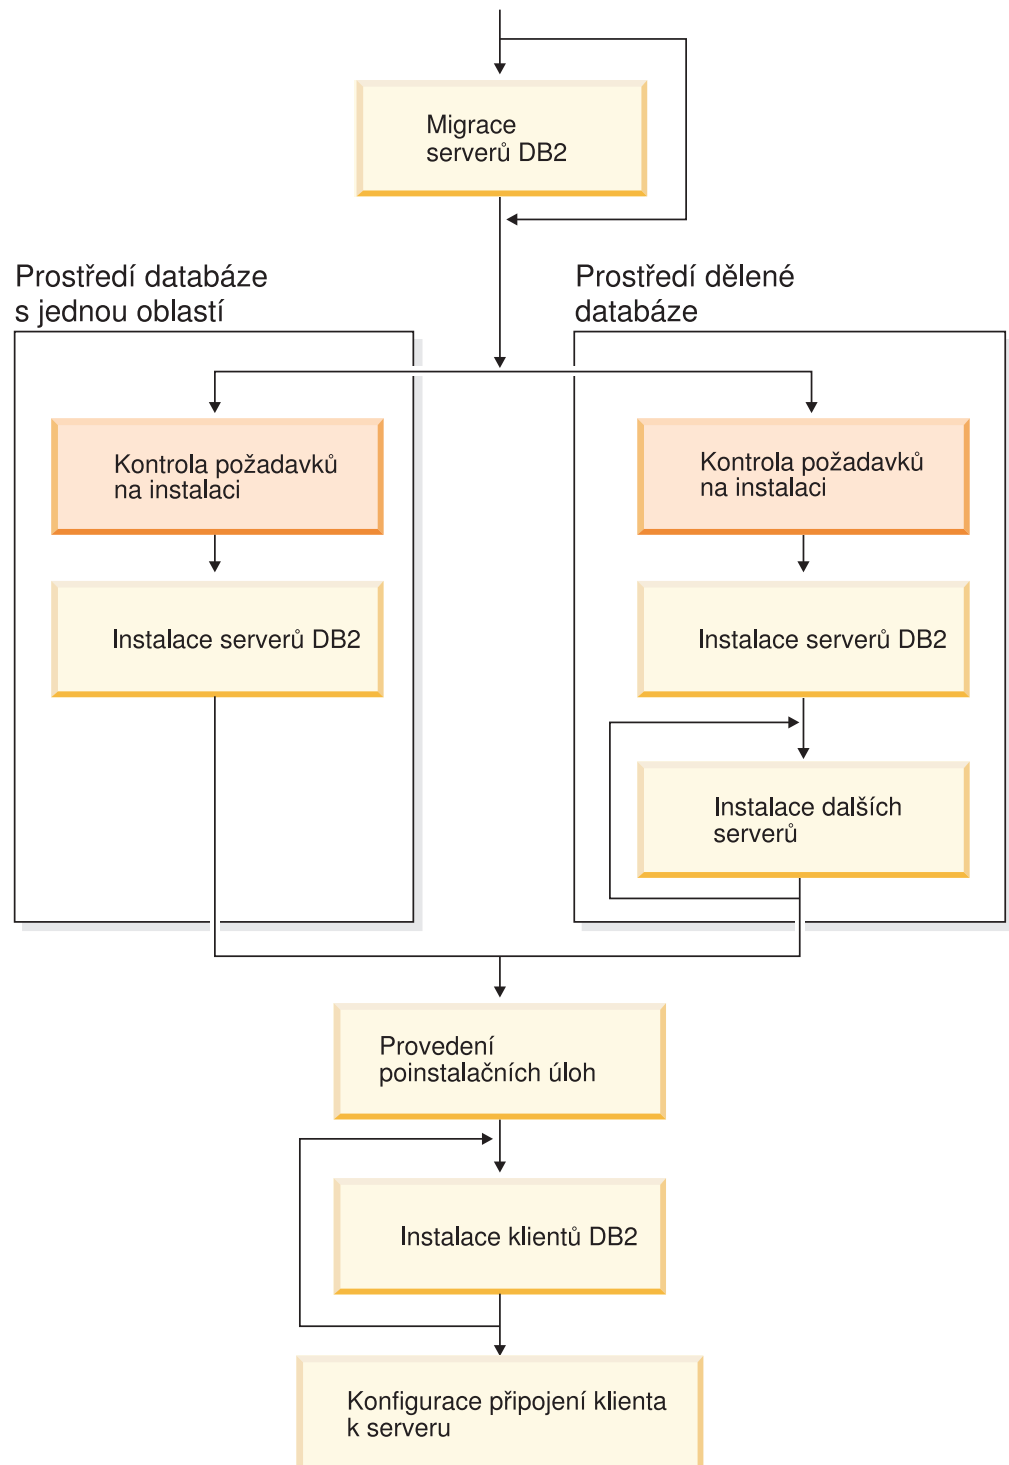 Migrace
serverů DB2
Prostředí databáze
s jednou oblastí
Prostředí dělené
databáze
Kontrola požadavků
na instalaci
Kontrola požadavků
na instalaci
Instalace serverů DB2
Instalace serverů DB2
Instalace dalších
serverů
Provedení
poinstalačních úloh
Instalace klientů DB2
Konfigurace připojení klienta
k serveru